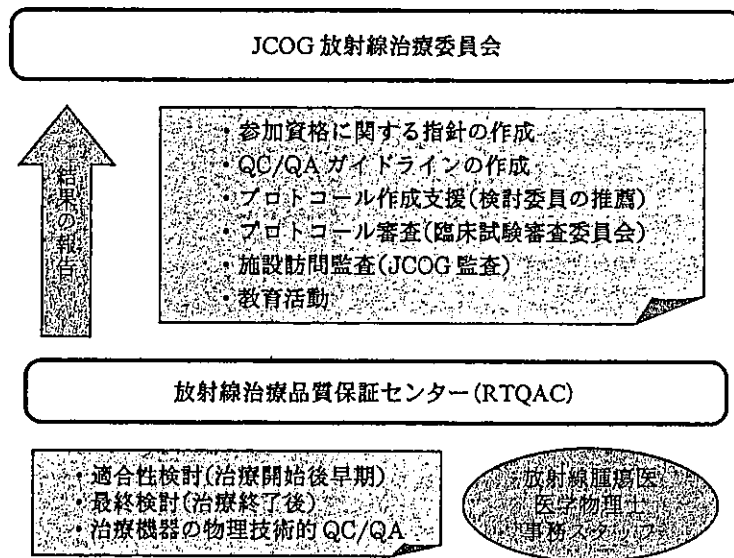 JCOG 放射線治療委員会
結果の報告
・参加資格に関する指針の作成
・QC/QA ガイドラインの作成
・プロトコール作成支援(検討委員の推薦)
・プロトコール審査(臨床試験審査委員会)
・施設訪問監査(JCOG 監査)
・教育活動
放射線治療品質保証センター(RTQAC)
・適合性検討(治療開始後早期)
・最終検討(治療終了後)
・治療機器の物理技術的 QC/QA
放射線腫瘍医
医学物理士
事務スタッフ